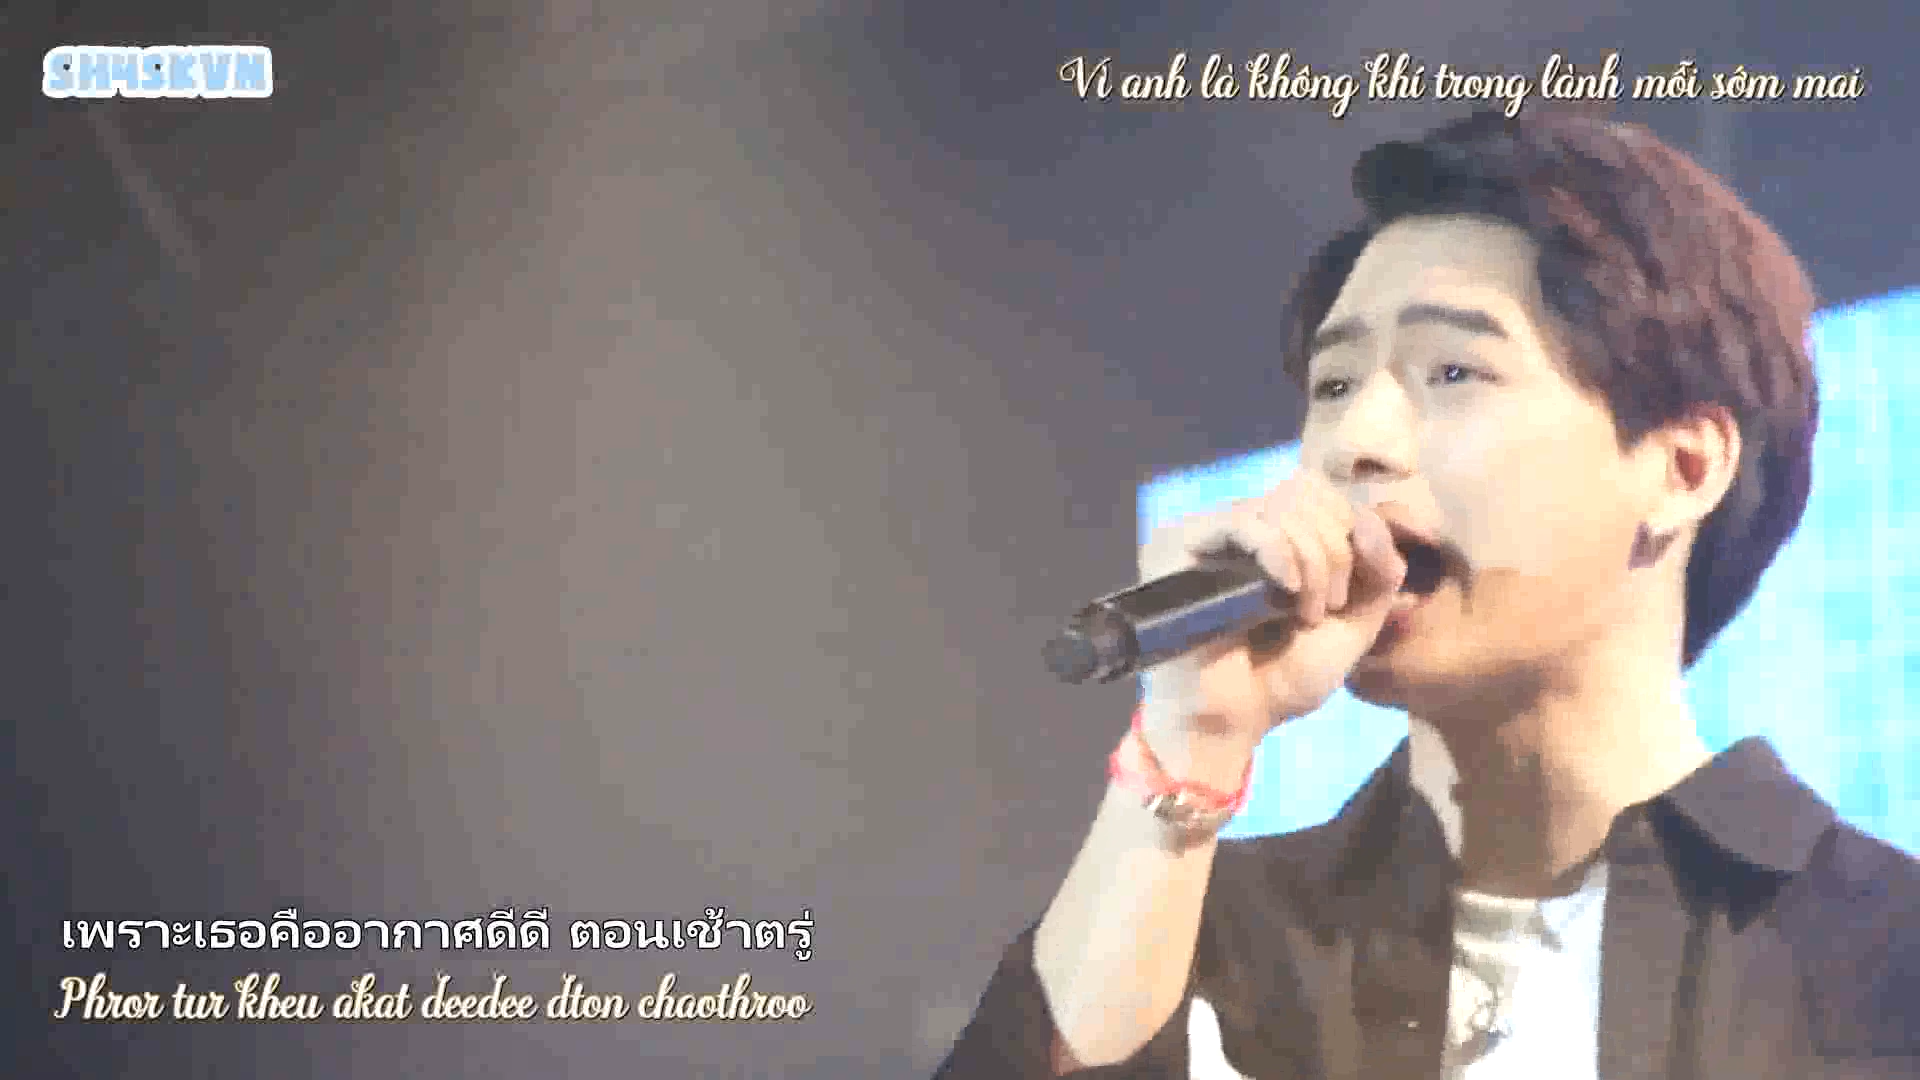 SH4SKVN
Vì anh là không khí trong lành mỗi sớm mai
เพราะเธอคืออากาศดีดี ตอนเช้าตรู่
Phror tur kheu akat deedee dton chaothroo